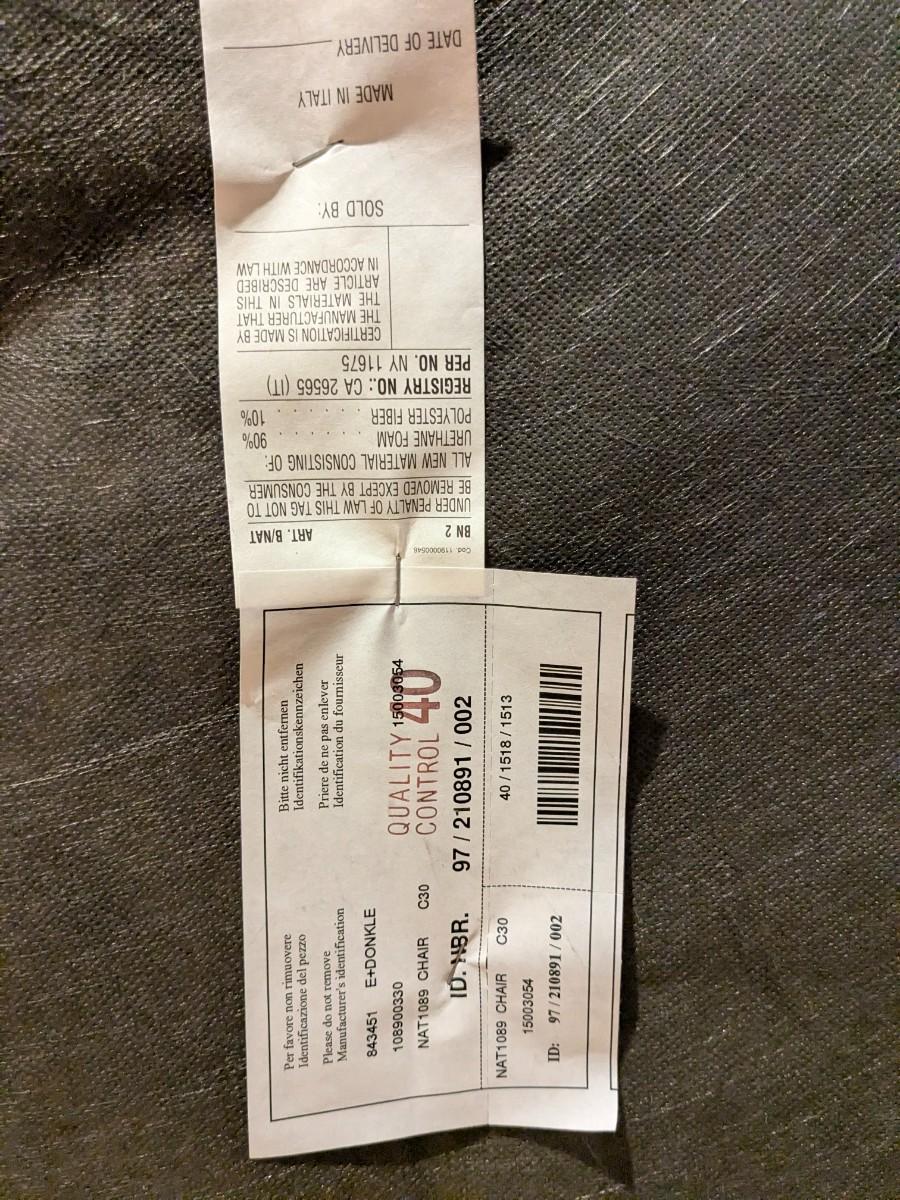 Cod. 1190000546
BN 2 ART. B/NAT
UNDER PENALTY OF LAW THIS TAG NOT TO
BE REMOVED EXCEPT BY THE CONSUMER
ALL NEW MATERIAL CONSISTING OF:
URETHANE FOAM . . . . . . 90%
POLYESTER FIBER . . . . . . 10%
REGISTRY NO.: CA 26565 (IT)
PER NO. NY 11675
CERTIFICATION IS MADE BY
THE MANUFACTURER THAT
THE MATERIALS IN THIS
ARTICLE ARE DESCRIBED
IN ACCORDANCE WITH LAW
SOLD BY:
MADE IN ITALY
DATE OF DELIVERY
Per favore non rimuovere
Identificazione del pezzo
Bitte nicht entfernen
Identifikationskennzeichen
Please do not remove
Manufacturer's identification
Priere de ne pas enlever
Identification du fournisseur
843451 E+DONKLE
108900330
15003054
NAT1089 CHAIR C30
QUALITY
CONTROL 40
ID. NBR. 97 / 210891 / 002
NAT1089 CHAIR C30
15003054
ID: 97 / 210891 / 002
40 / 1518 / 1513